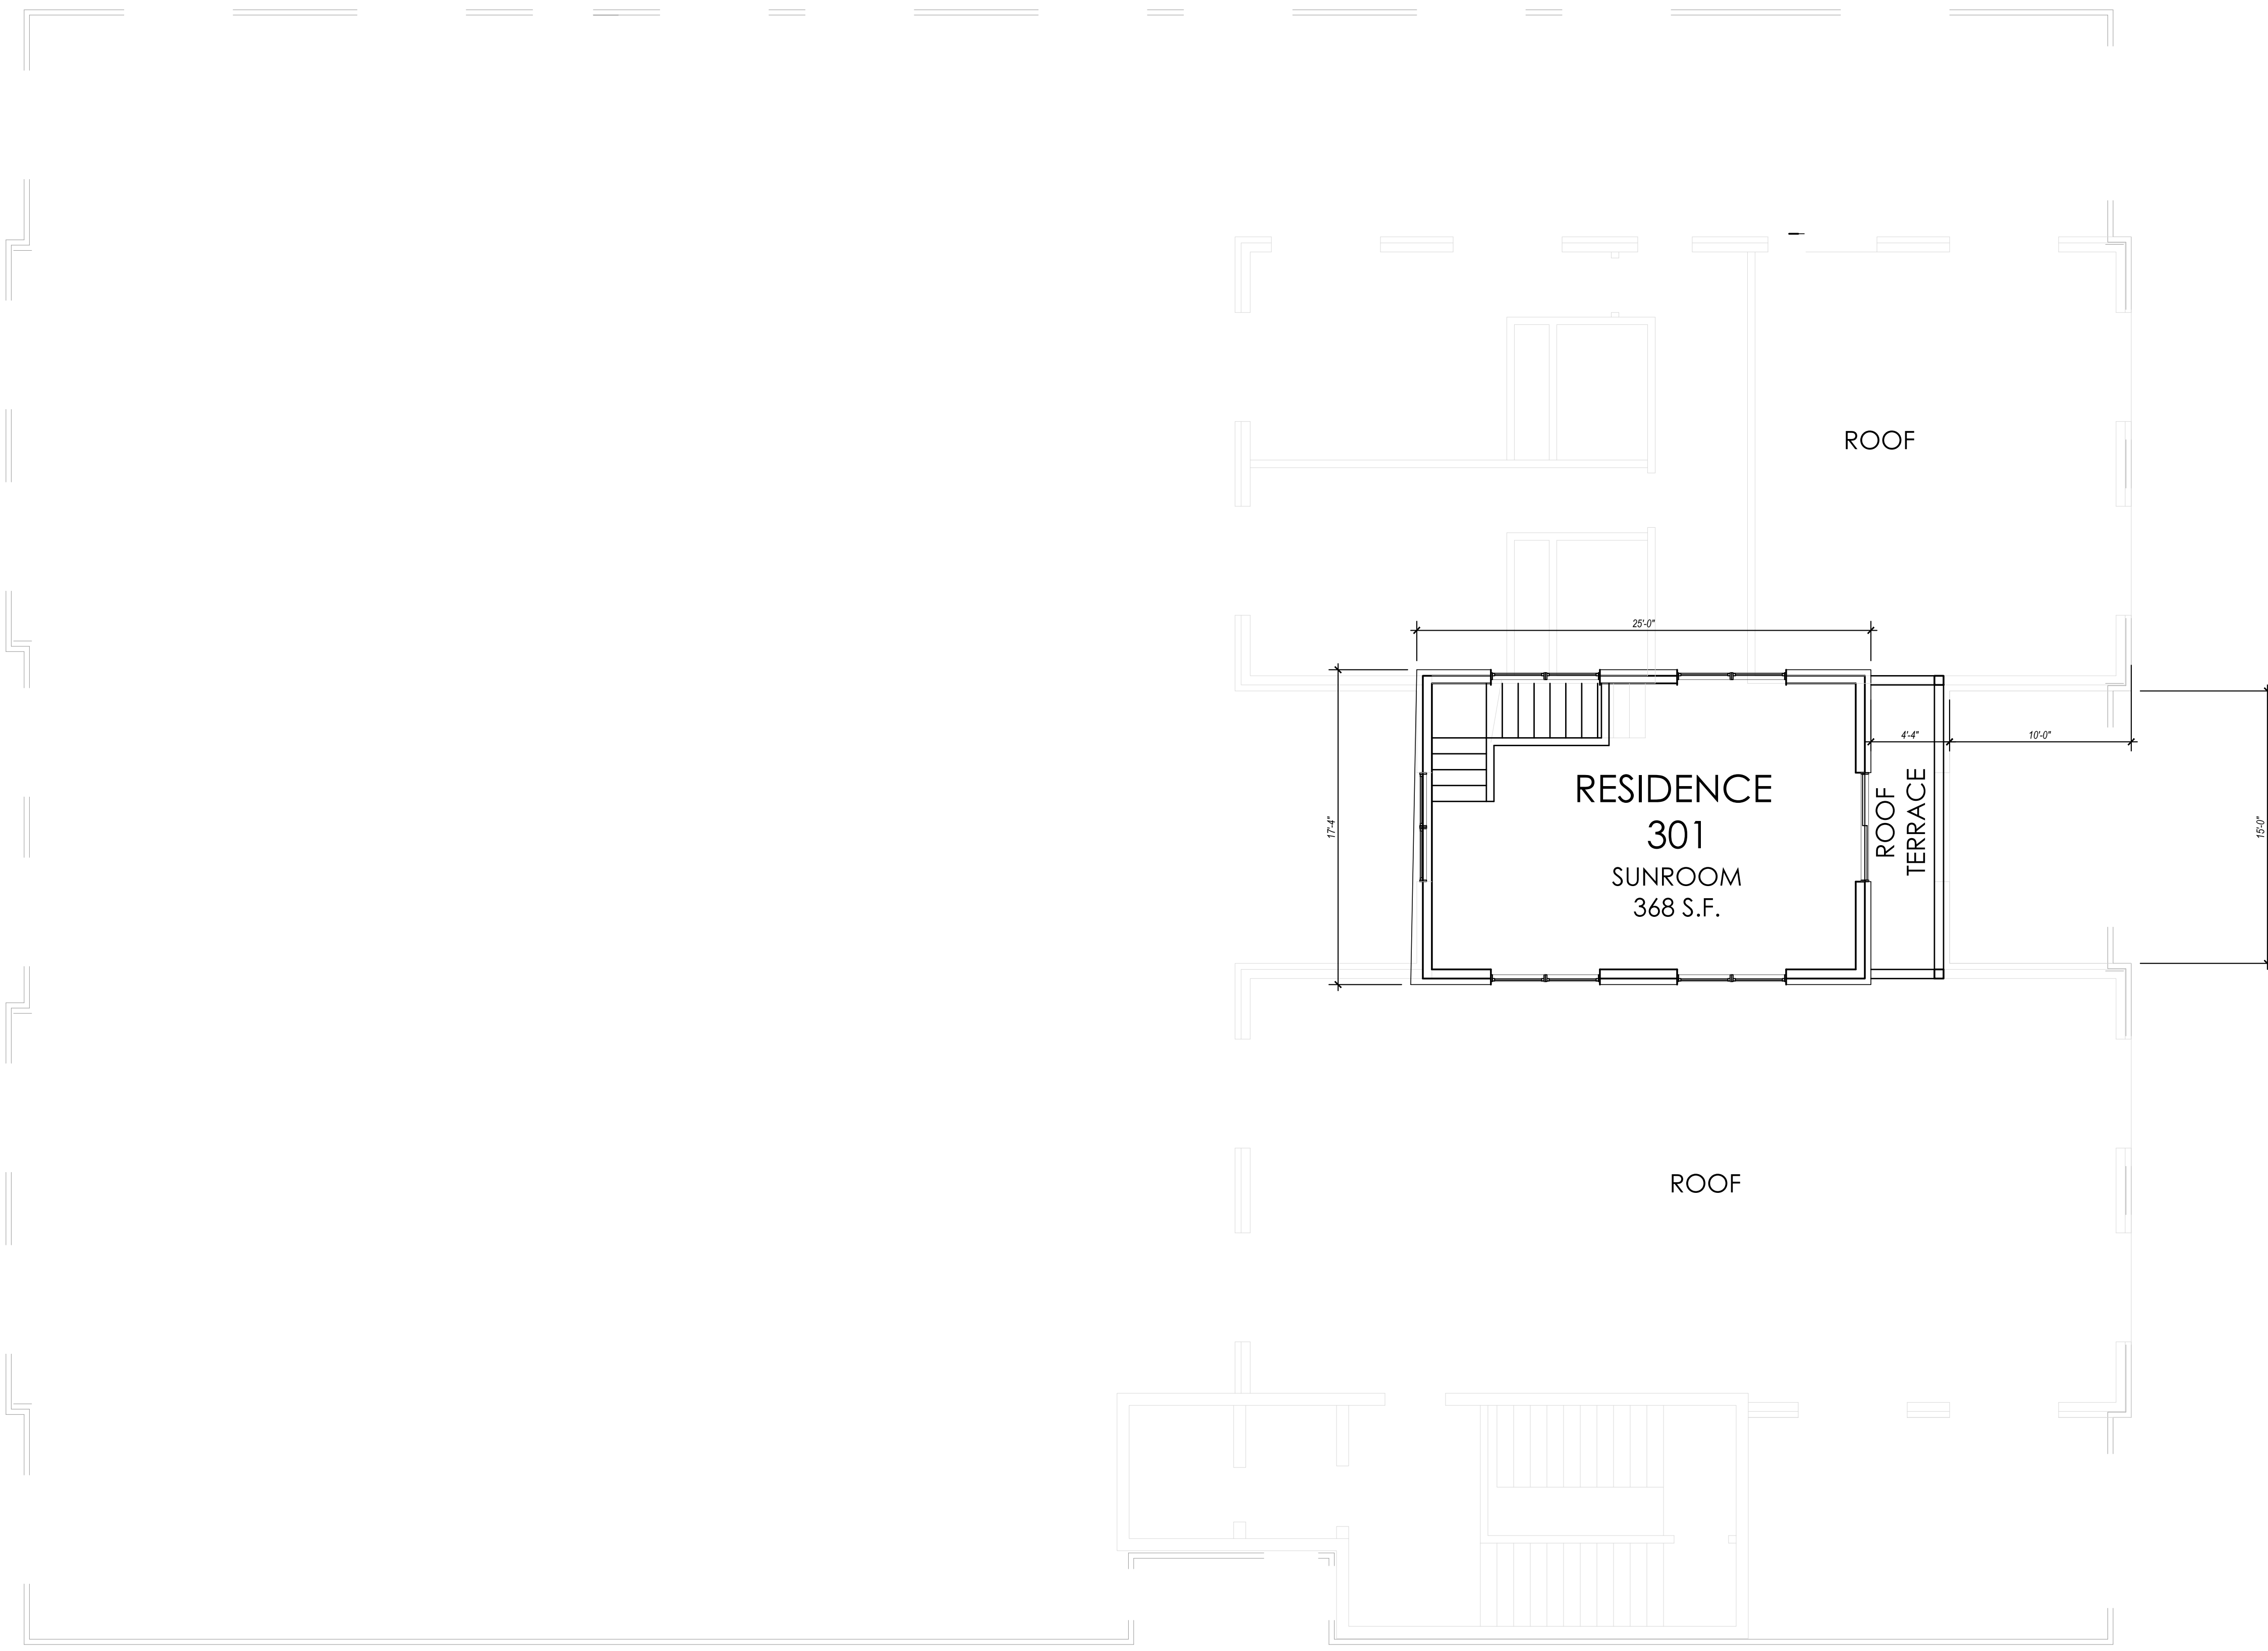 ROOF
25'-0"
4'-4"
10'-0"
17'-4"
RESIDENCE
301
SUNROOM
368 S.F.
ROOF
TERRACE
15'-0"
ROOF